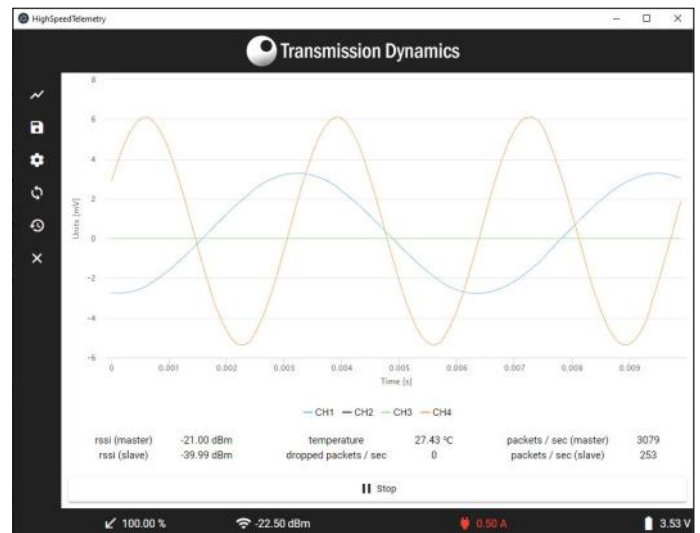 HighSpeedTelemetry
Transmission Dynamics
8
6
4
2
0
-2
-4
-6
Units [mV]
0 0.001 0.002 0.003 0.004 0.005 0.006 0.007 0.008 0.009
Time [s]
CH1 CH2 CH3 CH4
rssi (master) -21.00 dBm temperature 27.43 °C packets / sec (master) 3079
rssi (slave) -39.99 dBm dropped packets / sec 0 packets / sec (slave) 253
Stop
100.00 % -22.50 dBm 0.50 A 3.53 V